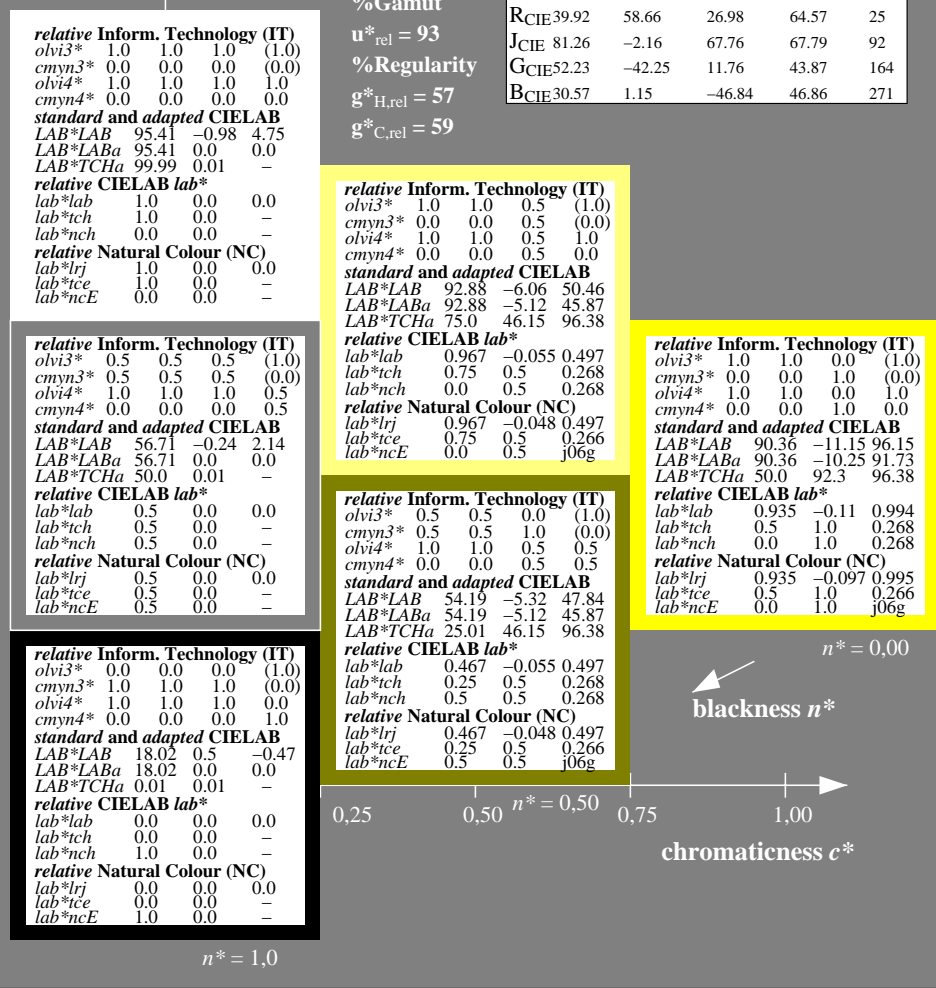 %Gamut
u*rel = 93
%Regularity
g*H,rel = 57
g*C,rel = 59
RCIE 39.92 58.66 26.98 64.57 25
JCIE 81.26 −2.16 67.76 67.79 92
GCIE 52.23 −42.25 11.76 43.87 164
BCIE 30.57 1.15 −46.84 46.86 271
relative Inform. Technology (IT)
olvi3* 1.0 1.0 1.0 (1.0)
cmyn3* 0.0 0.0 0.0 (0.0)
olvi4* 1.0 1.0 1.0 1.0
cmyn4* 0.0 0.0 0.0 0.0
standard and adapted CIELAB
LAB*LAB 95.41 −0.98 4.75
LAB*LABa 95.41 0.0 0.0
LAB*TCHa 99.99 0.01 −
relative CIELAB lab*
lab*lab 1.0 0.0 0.0
lab*tch 1.0 0.0 −
lab*nch 0.0 0.0 −
relative Natural Colour (NC)
lab*lrj 1.0 0.0 0.0
lab*tce 1.0 0.0 −
lab*ncE 0.0 0.0 −
relative Inform. Technology (IT)
olvi3* 1.0 1.0 0.5 (1.0)
cmyn3* 0.0 0.0 0.5 (0.0)
olvi4* 1.0 1.0 0.5 1.0
cmyn4* 0.0 0.0 0.5 0.0
standard and adapted CIELAB
LAB*LAB 92.88 −6.06 50.46
LAB*LABa 92.88 −5.12 45.87
LAB*TCHa 75.0 46.15 96.38
relative CIELAB lab*
lab*lab 0.967 −0.055 0.497
lab*tch 0.75 0.5 0.268
lab*nch 0.0 0.5 0.268
relative Natural Colour (NC)
lab*lrj 0.967 −0.048 0.497
lab*tce 0.75 0.5 0.266
lab*ncE 0.0 0.5 j06g
relative Inform. Technology (IT)
olvi3* 0.5 0.5 0.5 (1.0)
cmyn3* 0.5 0.5 0.5 (0.0)
olvi4* 1.0 1.0 1.0 0.5
cmyn4* 0.0 0.0 0.0 0.5
standard and adapted CIELAB
LAB*LAB 56.71 −0.24 2.14
LAB*LABa 56.71 0.0 0.0
LAB*TCHa 50.0 0.01 −
relative CIELAB lab*
lab*lab 0.5 0.0 0.0
lab*tch 0.5 0.0 −
lab*nch 0.5 0.0 −
relative Natural Colour (NC)
lab*lrj 0.5 0.0 0.0
lab*tce 0.5 0.0 −
lab*ncE 0.5 0.0 −
relative Inform. Technology (IT)
olvi3* 1.0 1.0 0.0 (1.0)
cmyn3* 0.0 0.0 1.0 (0.0)
olvi4* 1.0 1.0 0.0 1.0
cmyn4* 0.0 0.0 1.0 0.0
standard and adapted CIELAB
LAB*LAB 90.36 −11.15 96.15
LAB*LABa 90.36 −10.25 91.73
LAB*TCHa 50.0 92.3 96.38
relative CIELAB lab*
lab*lab 0.935 −0.11 0.994
lab*tch 0.5 1.0 0.268
lab*nch 0.0 1.0 0.268
relative Natural Colour (NC)
lab*lrj 0.935 −0.097 0.995
lab*tce 0.5 1.0 0.266
lab*ncE 0.0 1.0 j06g
relative Inform. Technology (IT)
olvi3* 0.5 0.5 0.0 (1.0)
cmyn3* 0.5 0.5 1.0 (0.0)
olvi4* 1.0 1.0 0.5 0.5
cmyn4* 0.0 0.0 0.5 0.5
standard and adapted CIELAB
LAB*LAB 54.19 −5.32 47.84
LAB*LABa 54.19 −5.12 45.87
LAB*TCHa 25.01 46.15 96.38
relative CIELAB lab*
lab*lab 0.467 −0.055 0.497
lab*tch 0.25 0.5 0.268
lab*nch 0.5 0.5 0.268
relative Natural Colour (NC)
lab*lrj 0.467 −0.048 0.497
lab*tce 0.25 0.5 0.266
lab*ncE 0.5 0.5 j06g
relative Inform. Technology (IT)
olvi3* 0.0 0.0 0.0 (1.0)
cmyn3* 1.0 1.0 1.0 (0.0)
olvi4* 1.0 1.0 1.0 0.0
cmyn4* 0.0 0.0 0.0 1.0
standard and adapted CIELAB
LAB*LAB 18.02 0.5 −0.47
LAB*LABa 18.02 0.0 0.0
LAB*TCHa 0.01 0.01 −
relative CIELAB lab*
lab*lab 0.0 0.0 0.0
lab*tch 0.0 0.0 −
lab*nch 1.0 0.0 −
relative Natural Colour (NC)
lab*lrj 0.0 0.0 0.0
lab*tce 0.0 0.0 −
lab*ncE 1.0 0.0 −
n* = 0,00
blackness n*
n* = 0,50
0,25 0,50 0,75 1,00
chromaticness c*
n* = 1,0